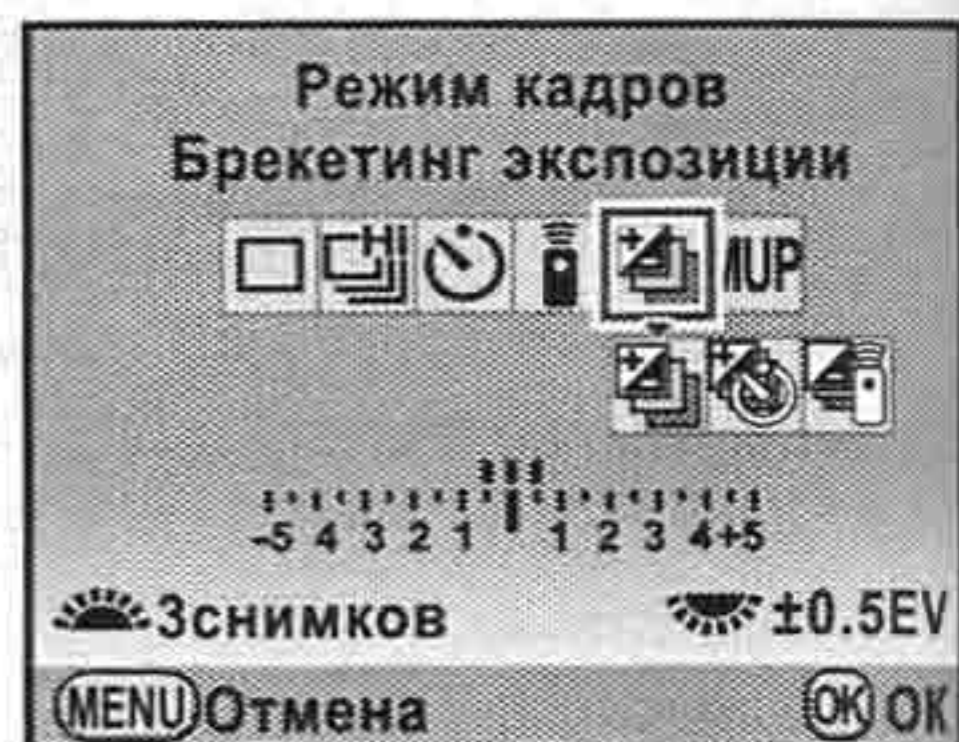 Режим кадров
Брекетинг экспозиции
HI MUP
-5 4 3 2 1 1 2 3 4 +5
3снимков ±0.5EV
MENU Отмена OK OK